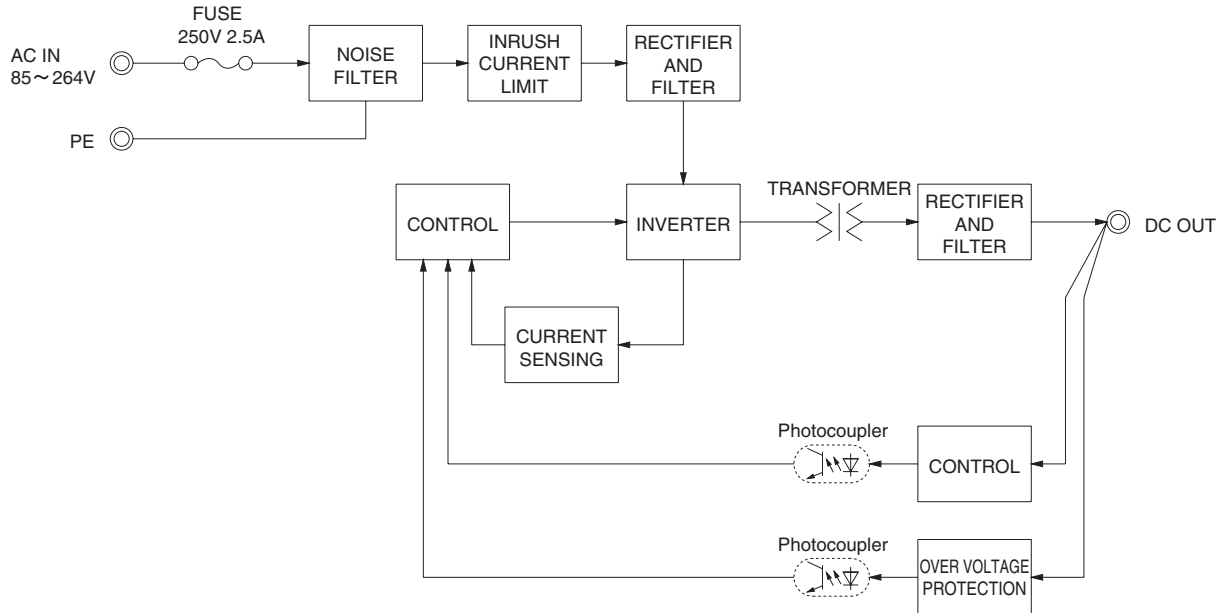 FUSE
250V 2.5A
AC IN
85～264V
NOISE
FILTER
INRUSH
CURRENT
LIMIT
RECTIFIER
AND
FILTER
PE
CONTROL
INVERTER
TRANSFORMER
RECTIFIER
AND
FILTER
DC OUT
CURRENT
SENSING
Photocoupler
CONTROL
Photocoupler
OVER VOLTAGE
PROTECTION